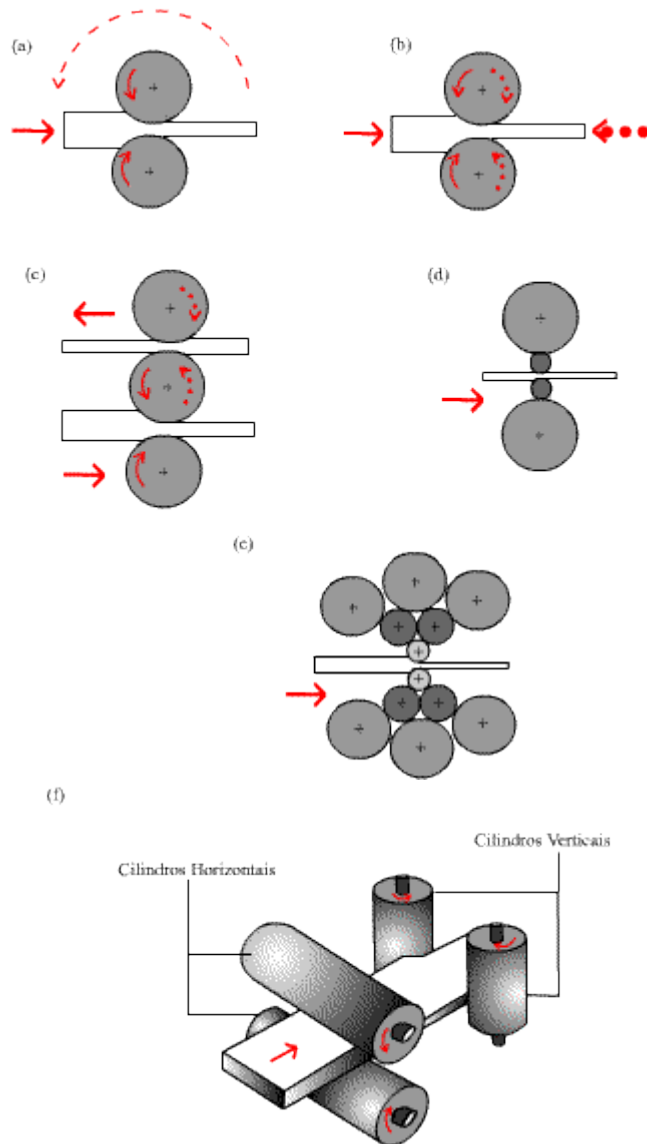 (a)
(b)
(c)
(d)
(e)
(f)
Cilindros Verticais
Cilindros Horizontais